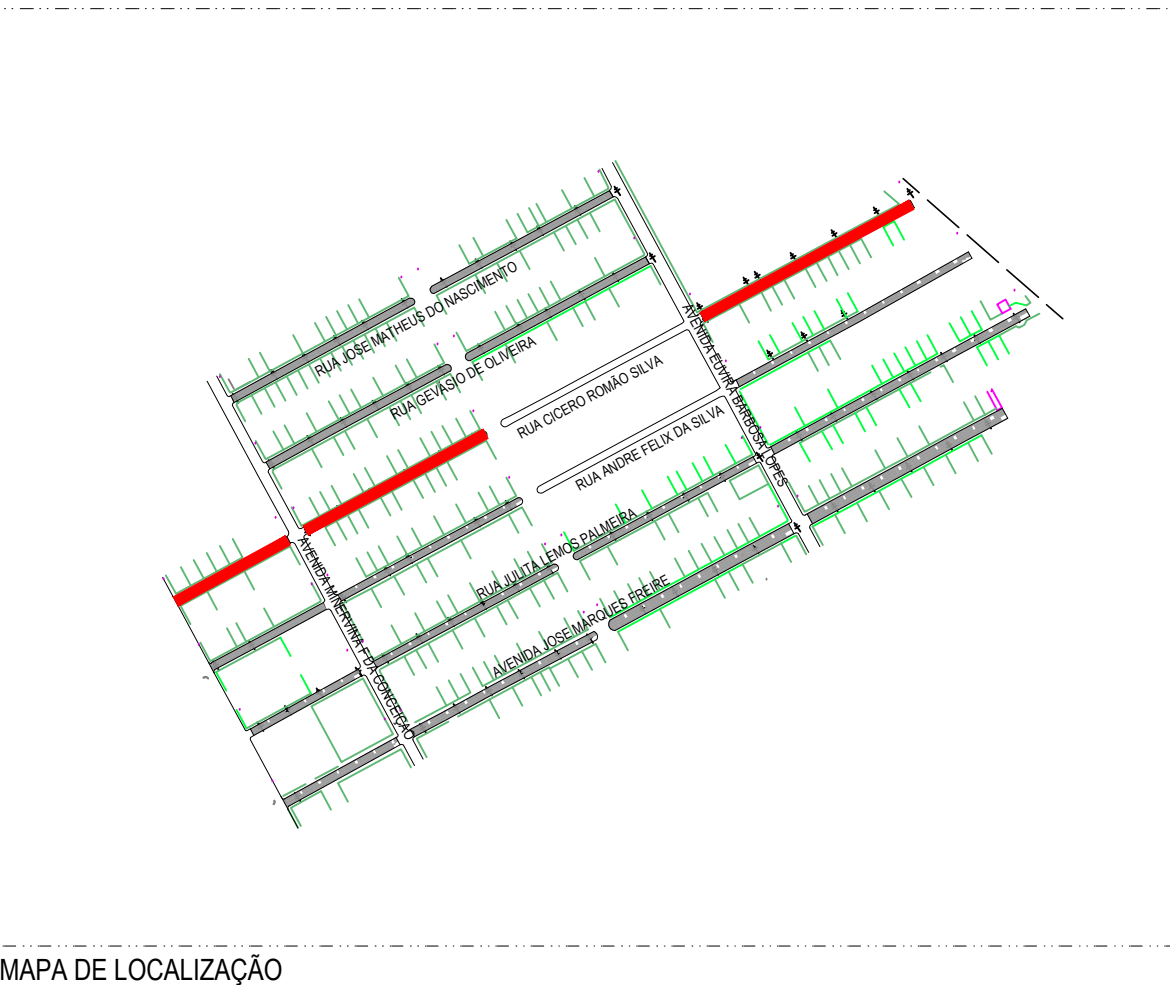 RUA JOSE MATHEUS DO NASCIMENTO
RUA GEVASIO DE OLIVEIRA
RUA CICERO ROMÃO SILVA
RUA ANDRE FELIX DA SILVA
AVENIDA EUVIRA BARBOSA LOPES
RUA JULITA LEMOS PALMEIRA
AVENIDA JOSE MARQUES FREIRE
AVENIDA MINERVINA F DA CONCEIÇÃO
MAPA DE LOCALIZAÇÃO